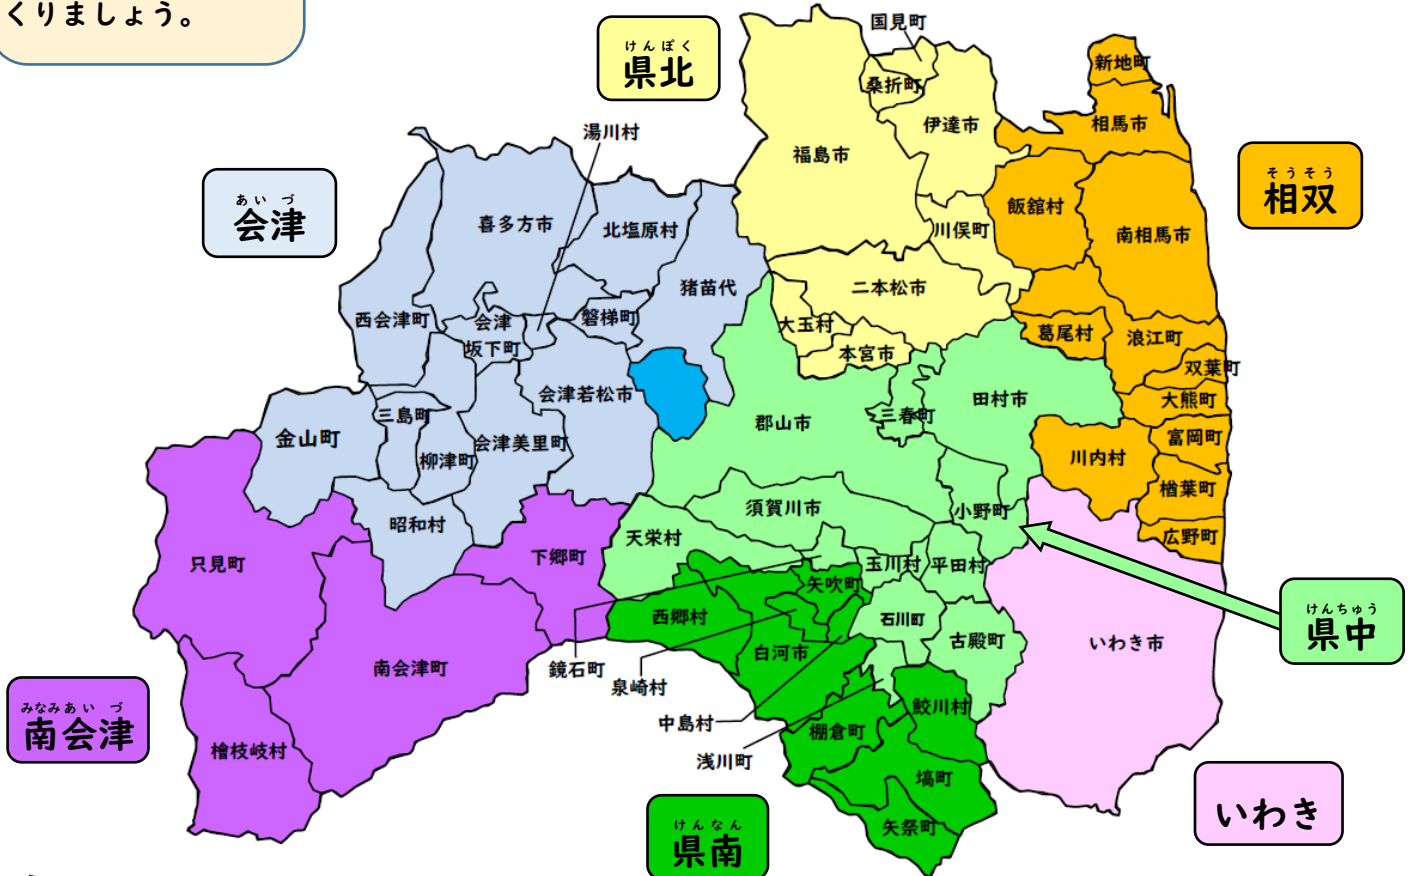 くりましょう。
けんぽく
県北
国見町
桑折町
伊達市
福島市
川俣町
二本松市
大玉村
本宮市
新地町
相馬市
そうそう
相双
飯舘村
南相馬市
葛尾村
浪江町
双葉町
大熊町
富岡町
川内村
楢葉町
広野町
あいづ
会津
湯川村
喜多方市
北塩原村
猪苗代
西会津町
会津
坂下町
磐梯町
会津若松市
三島町
金山町
柳津町
会津美里町
昭和村
郡山市
三春町
田村市
須賀川市
小野町
天栄村
玉川村
平田村
石川町
古殿町
鏡石町
浅川町
けんちゅう
県中
只見町
下郷町
南会津町
檜枝岐村
みなみあいづ
南会津
西郷村
矢吹町
白河市
泉崎村
中島村
棚倉町
鮫川村
塙町
矢祭町
けんなん
県南
いわき市
いわき